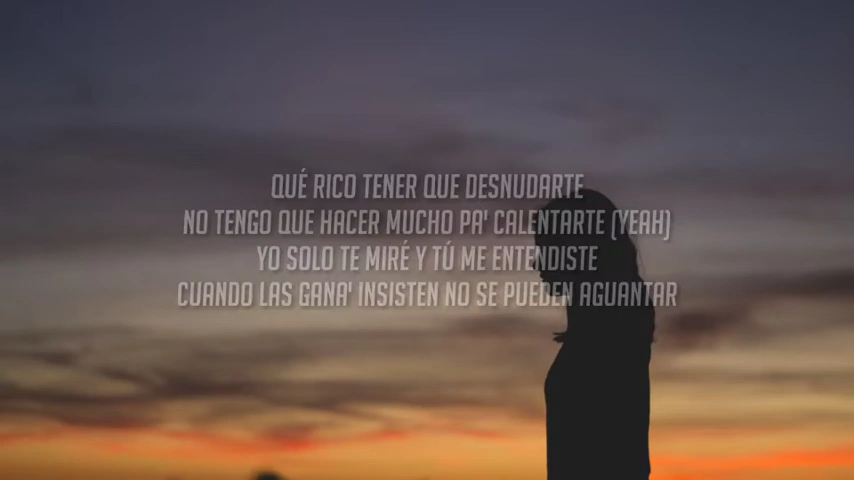 QUÉ RICO TENER QUE DESNUDARTE
NO TENGO QUE HACER MUCHO PA' CALENTARTE (YEAH)
YO SOLO TE MIRÉ Y TÚ ME ENTENDISTE
CUANDO LAS GANA' INSISTEN NO SE PUEDEN AGUANTAR